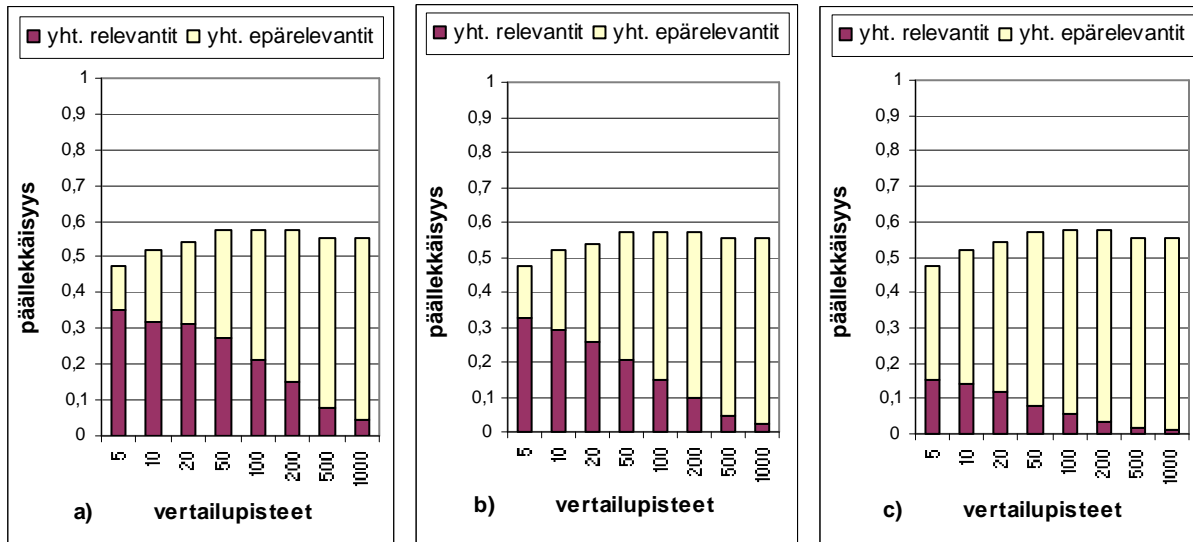 yht. relevantit yht. epärelevantit
päällekkäisyys
1
0,9
0,8
0,7
0,6
0,5
0,4
0,3
0,2
0,1
0
5 10 20 50 100 200 500 1000
a) vertailupisteet
yht. relevantit yht. epärelevantit
päällekkäisyys
1
0,9
0,8
0,7
0,6
0,5
0,4
0,3
0,2
0,1
0
5 10 20 50 100 200 500 1000
b) vertailupisteet
yht. relevantit yht. epärelevantit
päällekkäisyys
1
0,9
0,8
0,7
0,6
0,5
0,4
0,3
0,2
0,1
0
5 10 20 50 100 200 500 1000
c) vertailupisteet